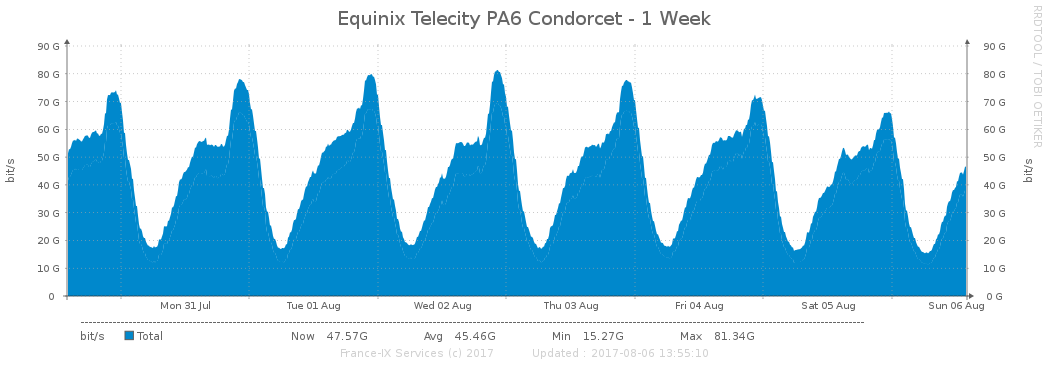 Equinix Telecity PA6 Condorcet - 1 Week
RRDTOOL / TOBI OETIKER
bit/s
90 G
80 G
70 G
60 G
50 G
40 G
30 G
20 G
10 G
0
90 G
80 G
70 G
60 G
50 G
40 G
30 G
20 G
10 G
0 G
bit/s
Mon 31 Jul Tue 01 Aug Wed 02 Aug Thu 03 Aug Fri 04 Aug Sat 05 Aug Sun 06 Aug
bit/s Total Now 47.57G Avg 45.46G Min 15.27G Max 81.34G
France-IX Services (c) 2017 Updated : 2017-08-06 13:55:10